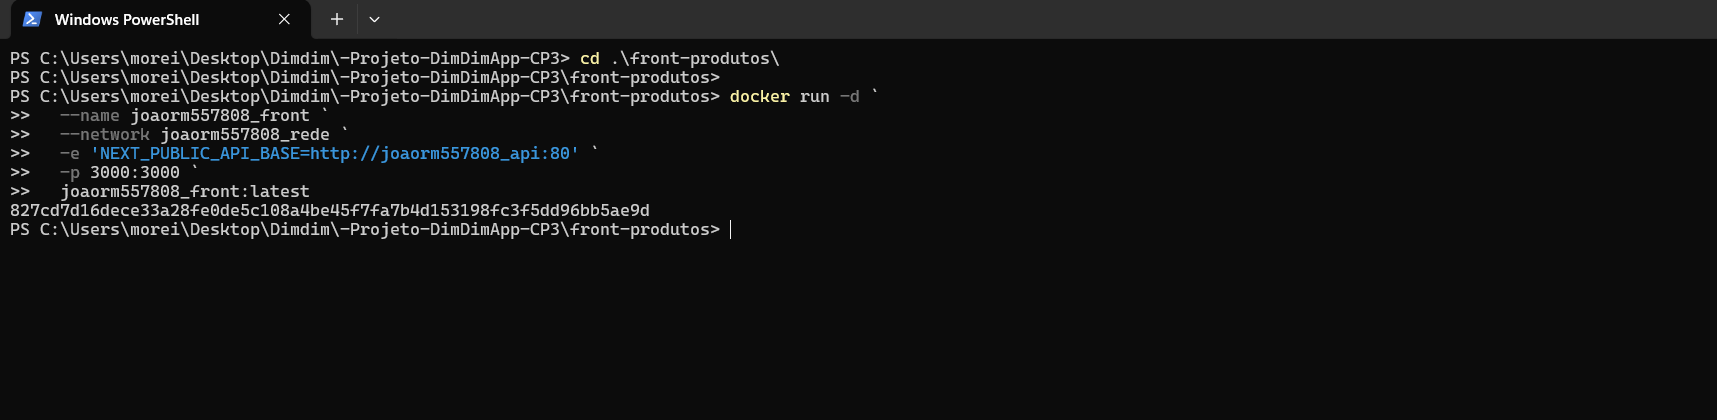 Windows PowerShell
PS C:\Users\morei\Desktop\Dimdim\-Projeto-DimDimApp-CP3> cd .\front-produtos\
PS C:\Users\morei\Desktop\Dimdim\-Projeto-DimDimApp-CP3\front-produtos>
PS C:\Users\morei\Desktop\Dimdim\-Projeto-DimDimApp-CP3\front-produtos> docker run -d `
>>   --name joaorm557808_front `
>>   --network joaorm557808_rede `
>>   -e 'NEXT_PUBLIC_API_BASE=http://joaorm557808_api:80' `
>>   -p 3000:3000 `
>>   joaorm557808_front:latest
827cd7d16dece33a28fe0de5c108a4be45f7fa7b4d153198fc3f5dd96bb5ae9d
PS C:\Users\morei\Desktop\Dimdim\-Projeto-DimDimApp-CP3\front-produtos>